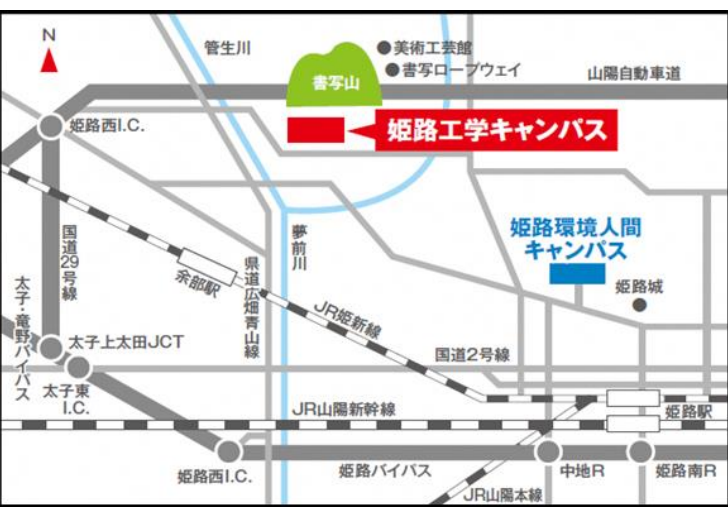 N
管生川
美術工芸館
書写ロープウェイ
書写山
山陽自動車道
姫路西I.C.
姫路工学キャンパス
国道29号線
太子・竜野バイパス
余部駅
県道広畑青山線
夢前川
姫路環境人間
キャンパス
姫路城
JR姫新線
太子上太田JCT
国道2号線
太子東
I.C.
JR山陽新幹線
姫路駅
姫路西I.C.
姫路バイパス
中地R
姫路南R
JR山陽本線